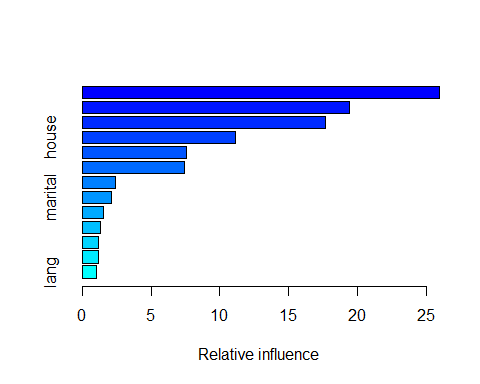 house
marital
lang
0 5 10 15 20 25
Relative influence